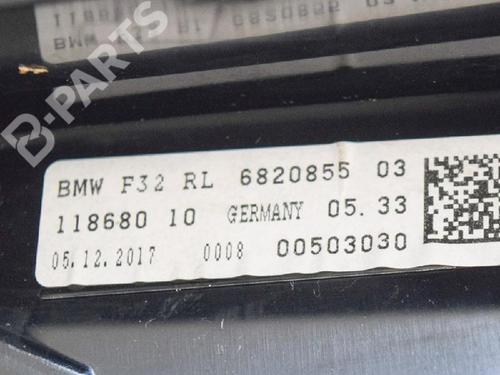 B-PARTS
BMW F32 RL 6820855 03
118680 10 GERMANY 05.33
05.12.2017 0008 00503030